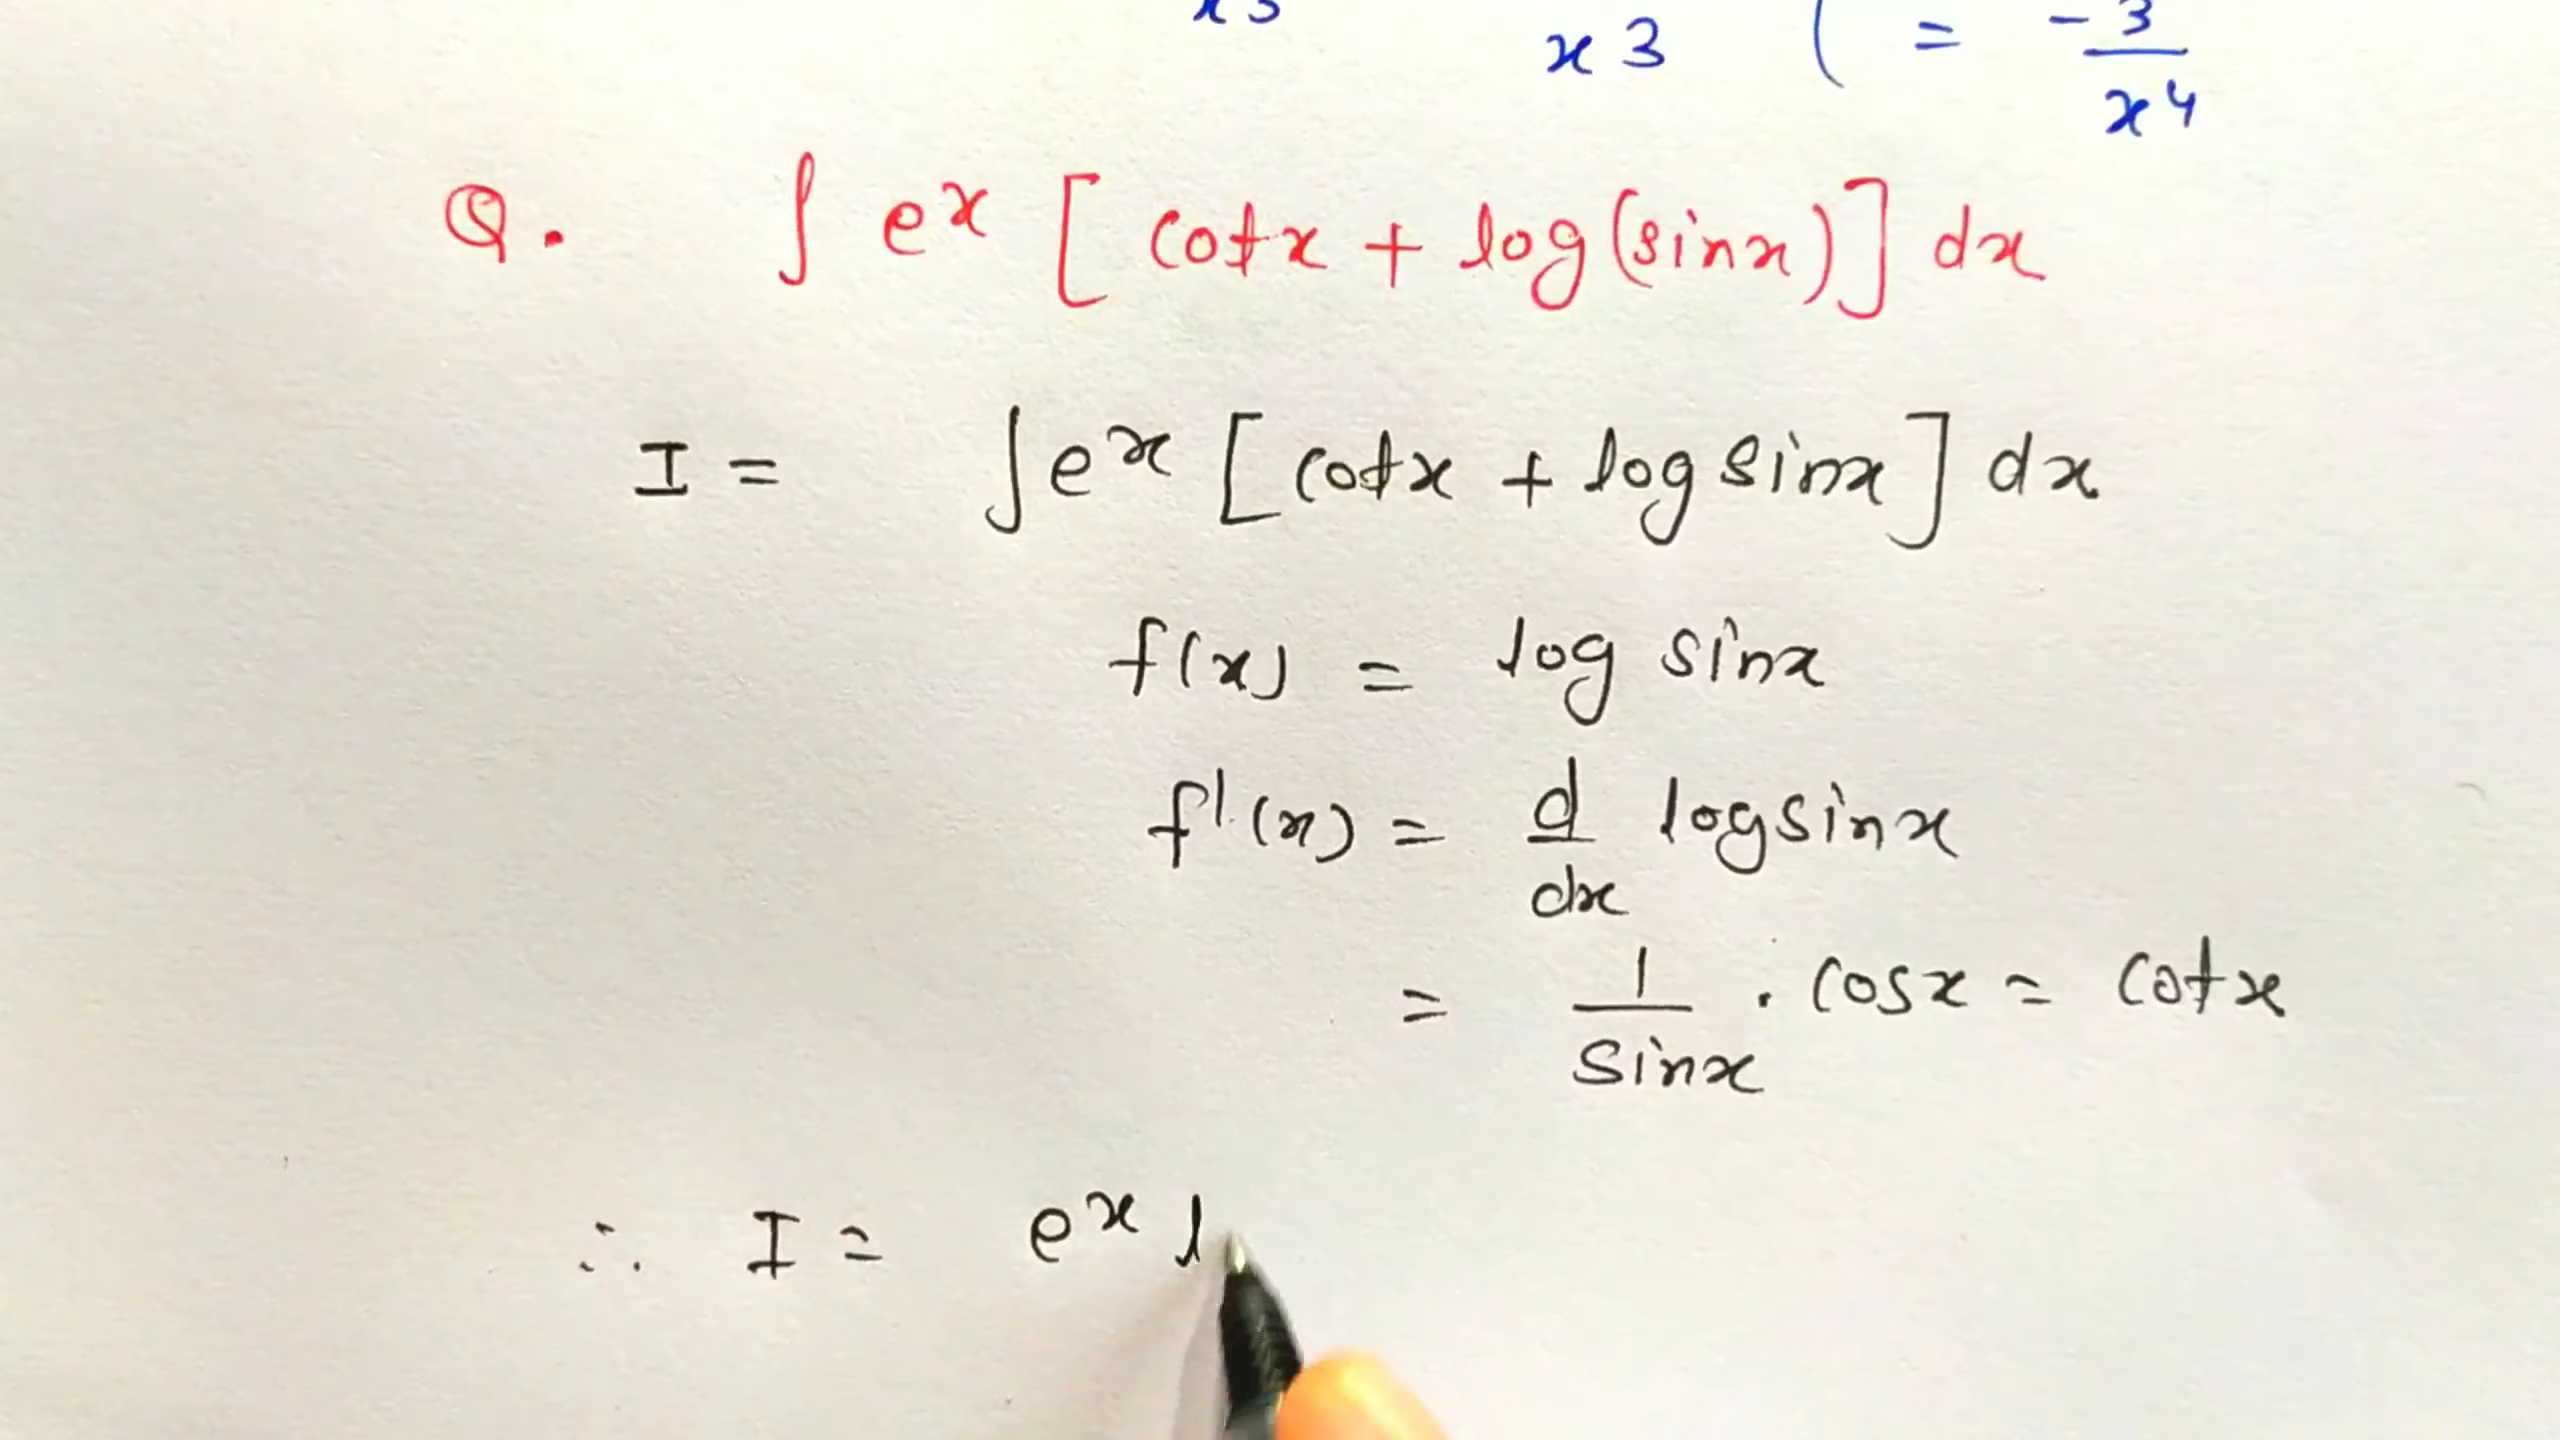 x3 x3 ( = -3/x⁴
Q. ∫ eˣ [cotx + log(sinx)] dx
I = ∫eˣ [cotx + log sinx] dx
f(x) = log sinx
f'(x) = d/dx logsinx
= 1/sinx . cosx = cotx
∴ I = eˣ l